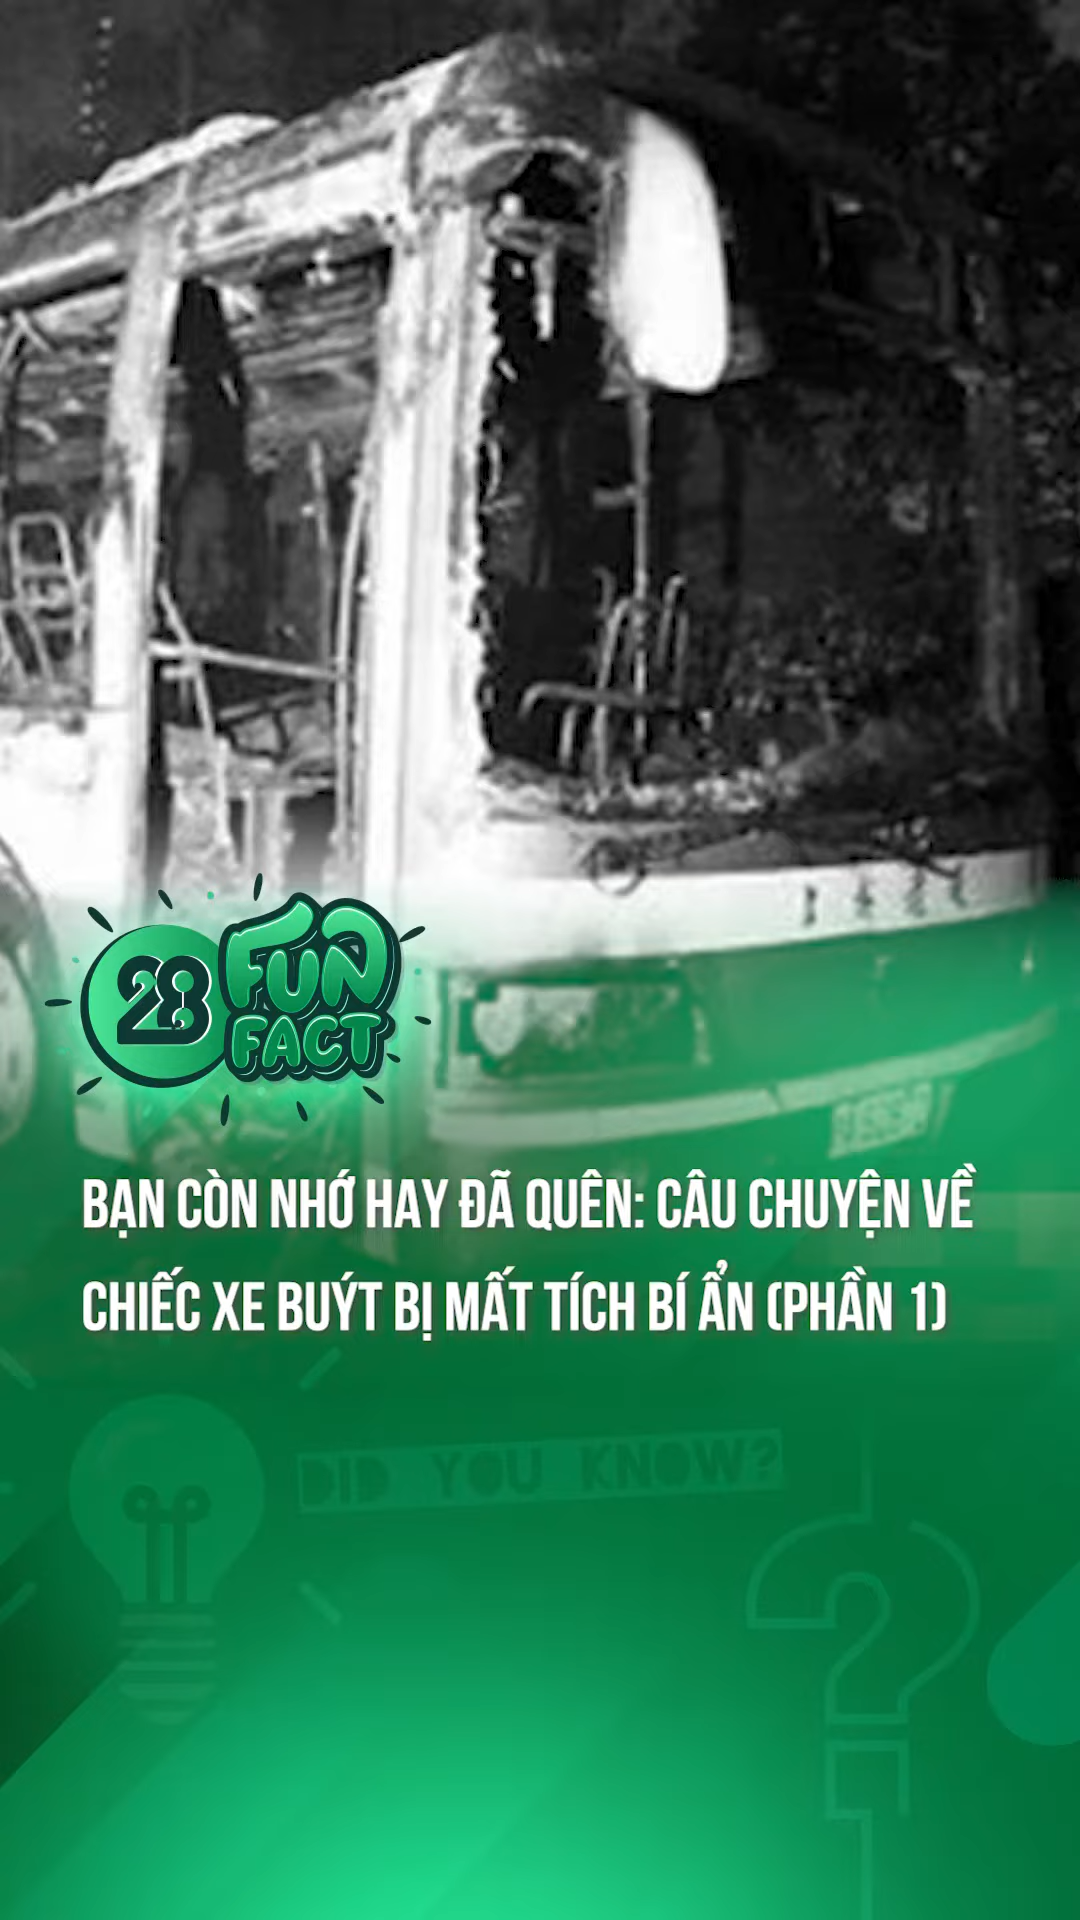 28
FUN
FACT
BẠN CÒN NHỚ HAY ĐÃ QUÊN: CÂU CHUYỆN VỀ
CHIẾC XE BUÝT BỊ MẤT TÍCH BÍ ẨN (PHẦN 1)
DID YOU KNOW?